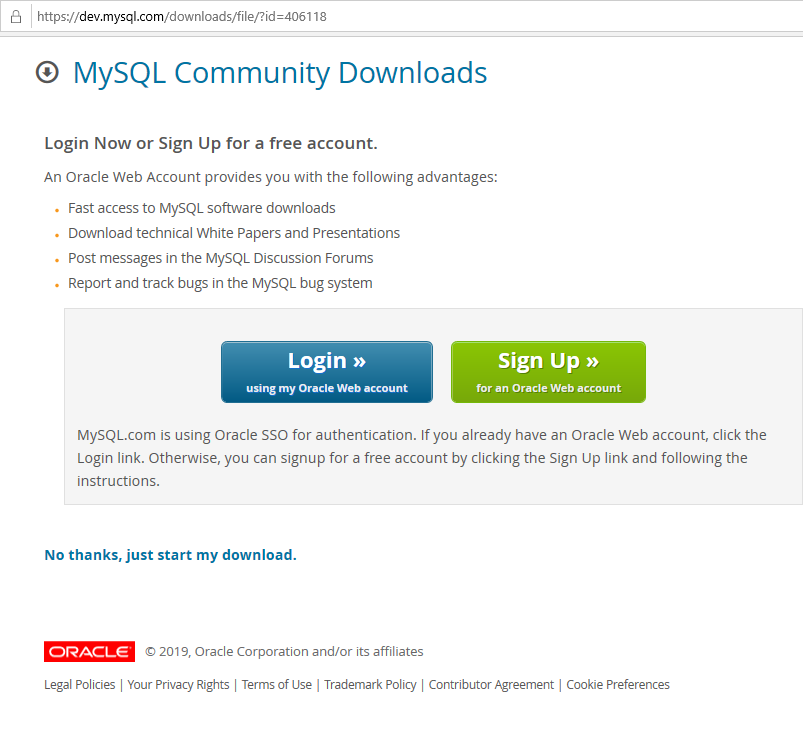 https://dev.mysql.com/downloads/file/?id=406118
MySQL Community Downloads
Login Now or Sign Up for a free account.
An Oracle Web Account provides you with the following advantages:
Fast access to MySQL software downloads
Download technical White Papers and Presentations
Post messages in the MySQL Discussion Forums
Report and track bugs in the MySQL bug system
Login »
using my Oracle Web account
Sign Up »
for an Oracle Web account
MySQL.com is using Oracle SSO for authentication. If you already have an Oracle Web account, click the
Login link. Otherwise, you can signup for a free account by clicking the Sign Up link and following the
instructions.
No thanks, just start my download.
ORACLE © 2019, Oracle Corporation and/or its affiliates
Legal Policies | Your Privacy Rights | Terms of Use | Trademark Policy | Contributor Agreement | Cookie Preferences